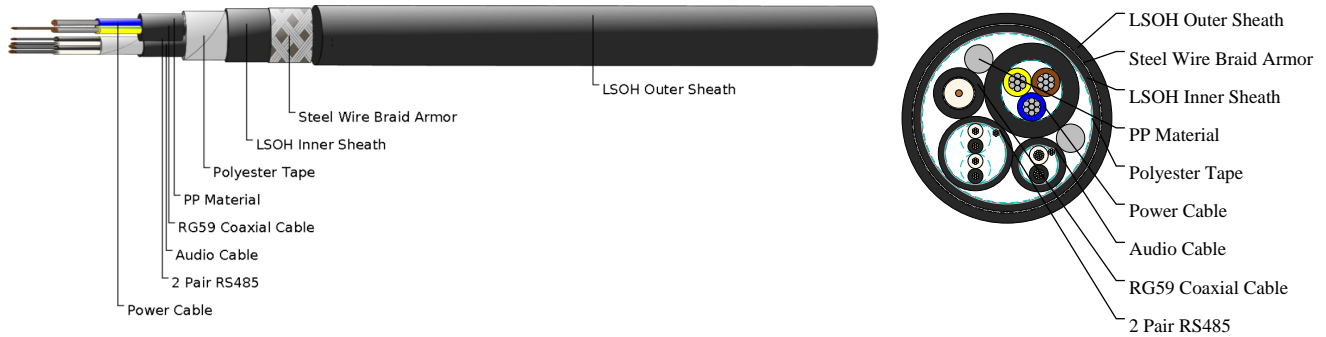 LSOH Outer Sheath
Steel Wire Braid Armor
LSOH Inner Sheath
Polyester Tape
PP Material
RG59 Coaxial Cable
Audio Cable
2 Pair RS485
Power Cable
LSOH Outer Sheath
Steel Wire Braid Armor
LSOH Inner Sheath
PP Material
Polyester Tape
Power Cable
Audio Cable
RG59 Coaxial Cable
2 Pair RS485